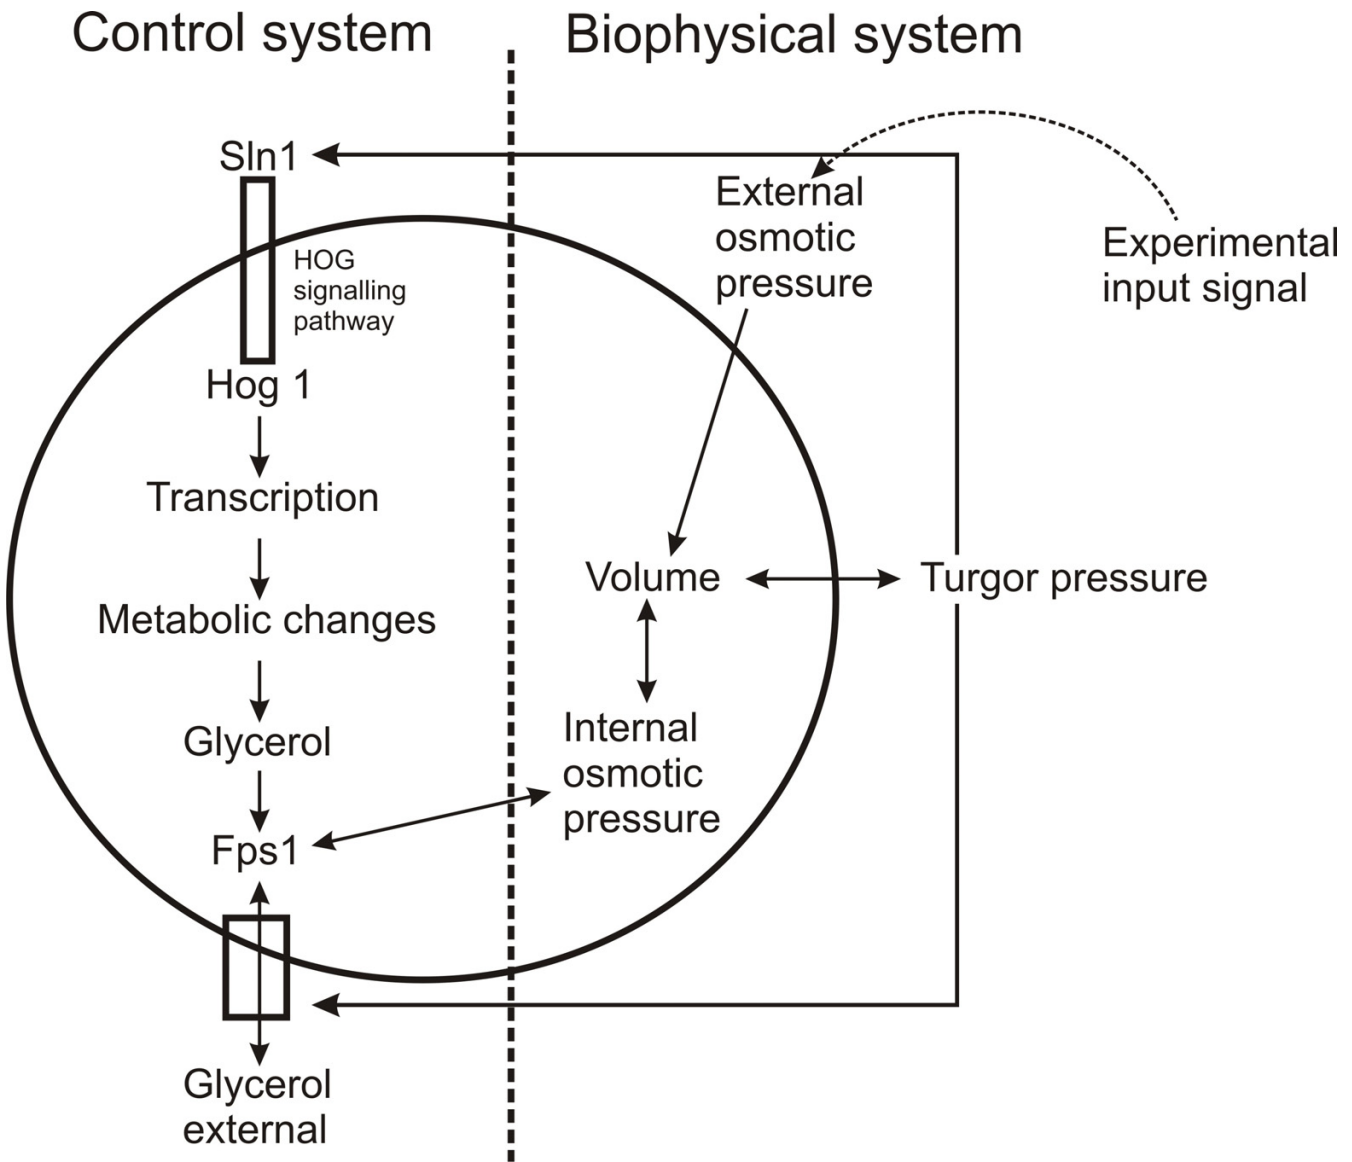 Control system
Biophysical system
Sln1
External
osmotic
pressure
Experimental
input signal
HOG
signalling
pathway
Hog 1
Transcription
Volume
Turgor pressure
Metabolic changes
Internal
osmotic
pressure
Glycerol
Fps1
Glycerol
external